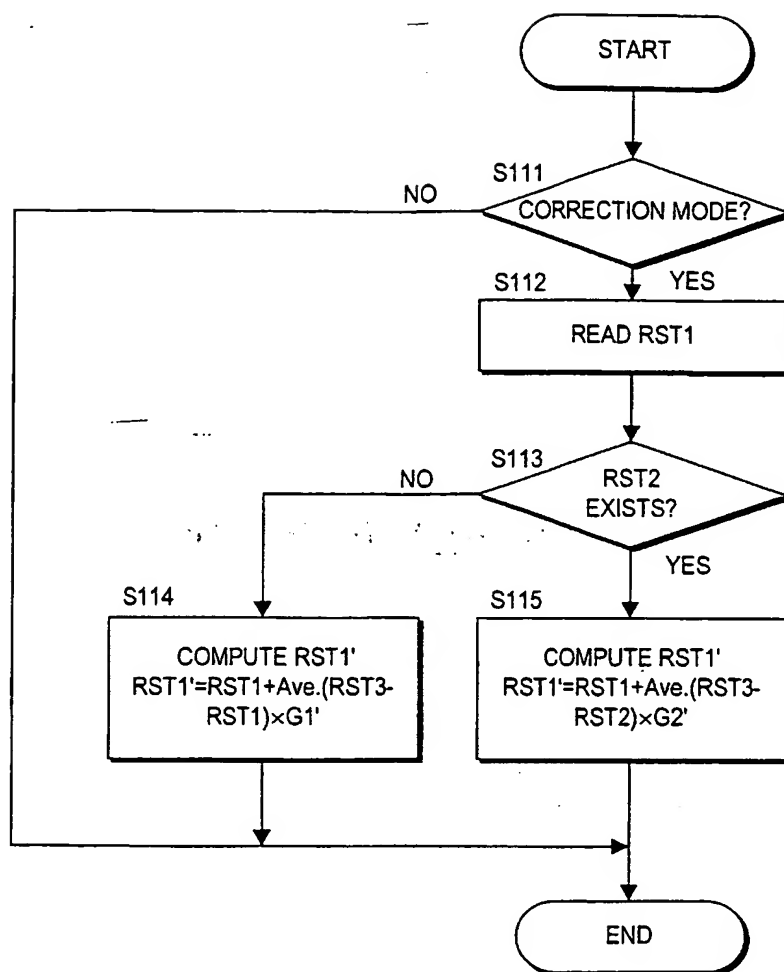 START
S111
NO
CORRECTION MODE?
S112
YES
READ RST1
S113
NO
RST2
EXISTS?
YES
S114
S115
COMPUTE RST1'
RST1'=RST1+Ave.(RST3-
RST1)×G1'
COMPUTE RST1'
RST1'=RST1+Ave.(RST3-
RST2)×G2'
END